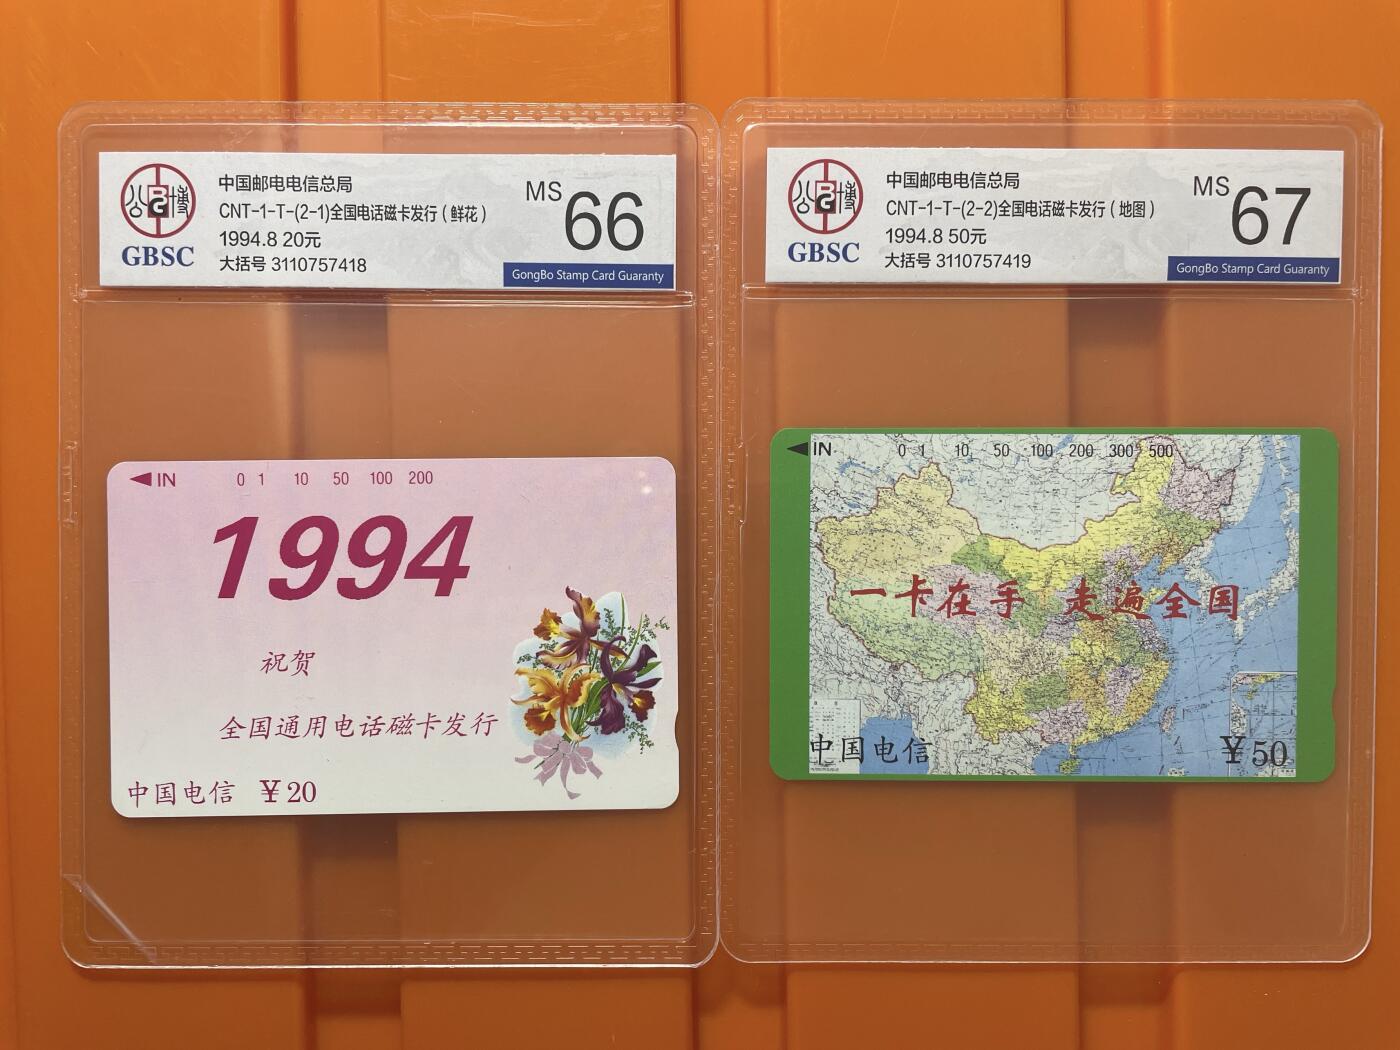 公博
BG
GBSC
中国邮电电信总局
CNT-1-T-(2-1)全国电话磁卡发行(鲜花)
1994.8 20元
大括号 3110757418
MS 66
GongBo Stamp Card Guaranty
IN 0 1 10 50 100 200
1994
祝贺
全国通用电话磁卡发行
中国电信 ¥20
公博
BG
GBSC
中国邮电电信总局
CNT-1-T-(2-2)全国电话磁卡发行(地图)
1994.8 50元
大括号 3110757419
MS 67
GongBo Stamp Card Guaranty
IN 0 1 10 50 100 200 300 500
一卡在手 走遍全国
中国电信 ¥50